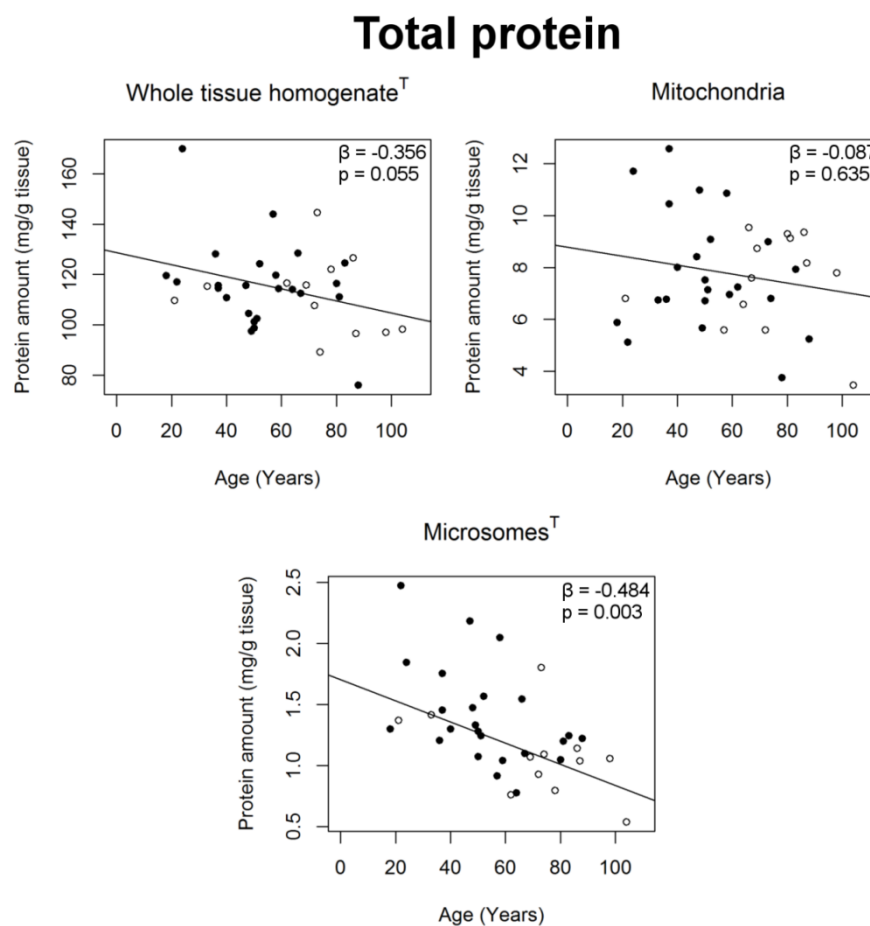 Total protein
Whole tissue homogenateᵀ
β = -0.356
p = 0.055
Protein amount (mg/g tissue)
160
140
120
100
80
0 20 40 60 80 100
Age (Years)
Mitochondria
β = -0.087
p = 0.635
Protein amount (mg/g tissue)
12
10
8
6
4
0 20 40 60 80 100
Age (Years)
Microsomesᵀ
β = -0.484
p = 0.003
Protein amount (mg/g tissue)
2.5
2.0
1.5
1.0
0.5
0 20 40 60 80 100
Age (Years)